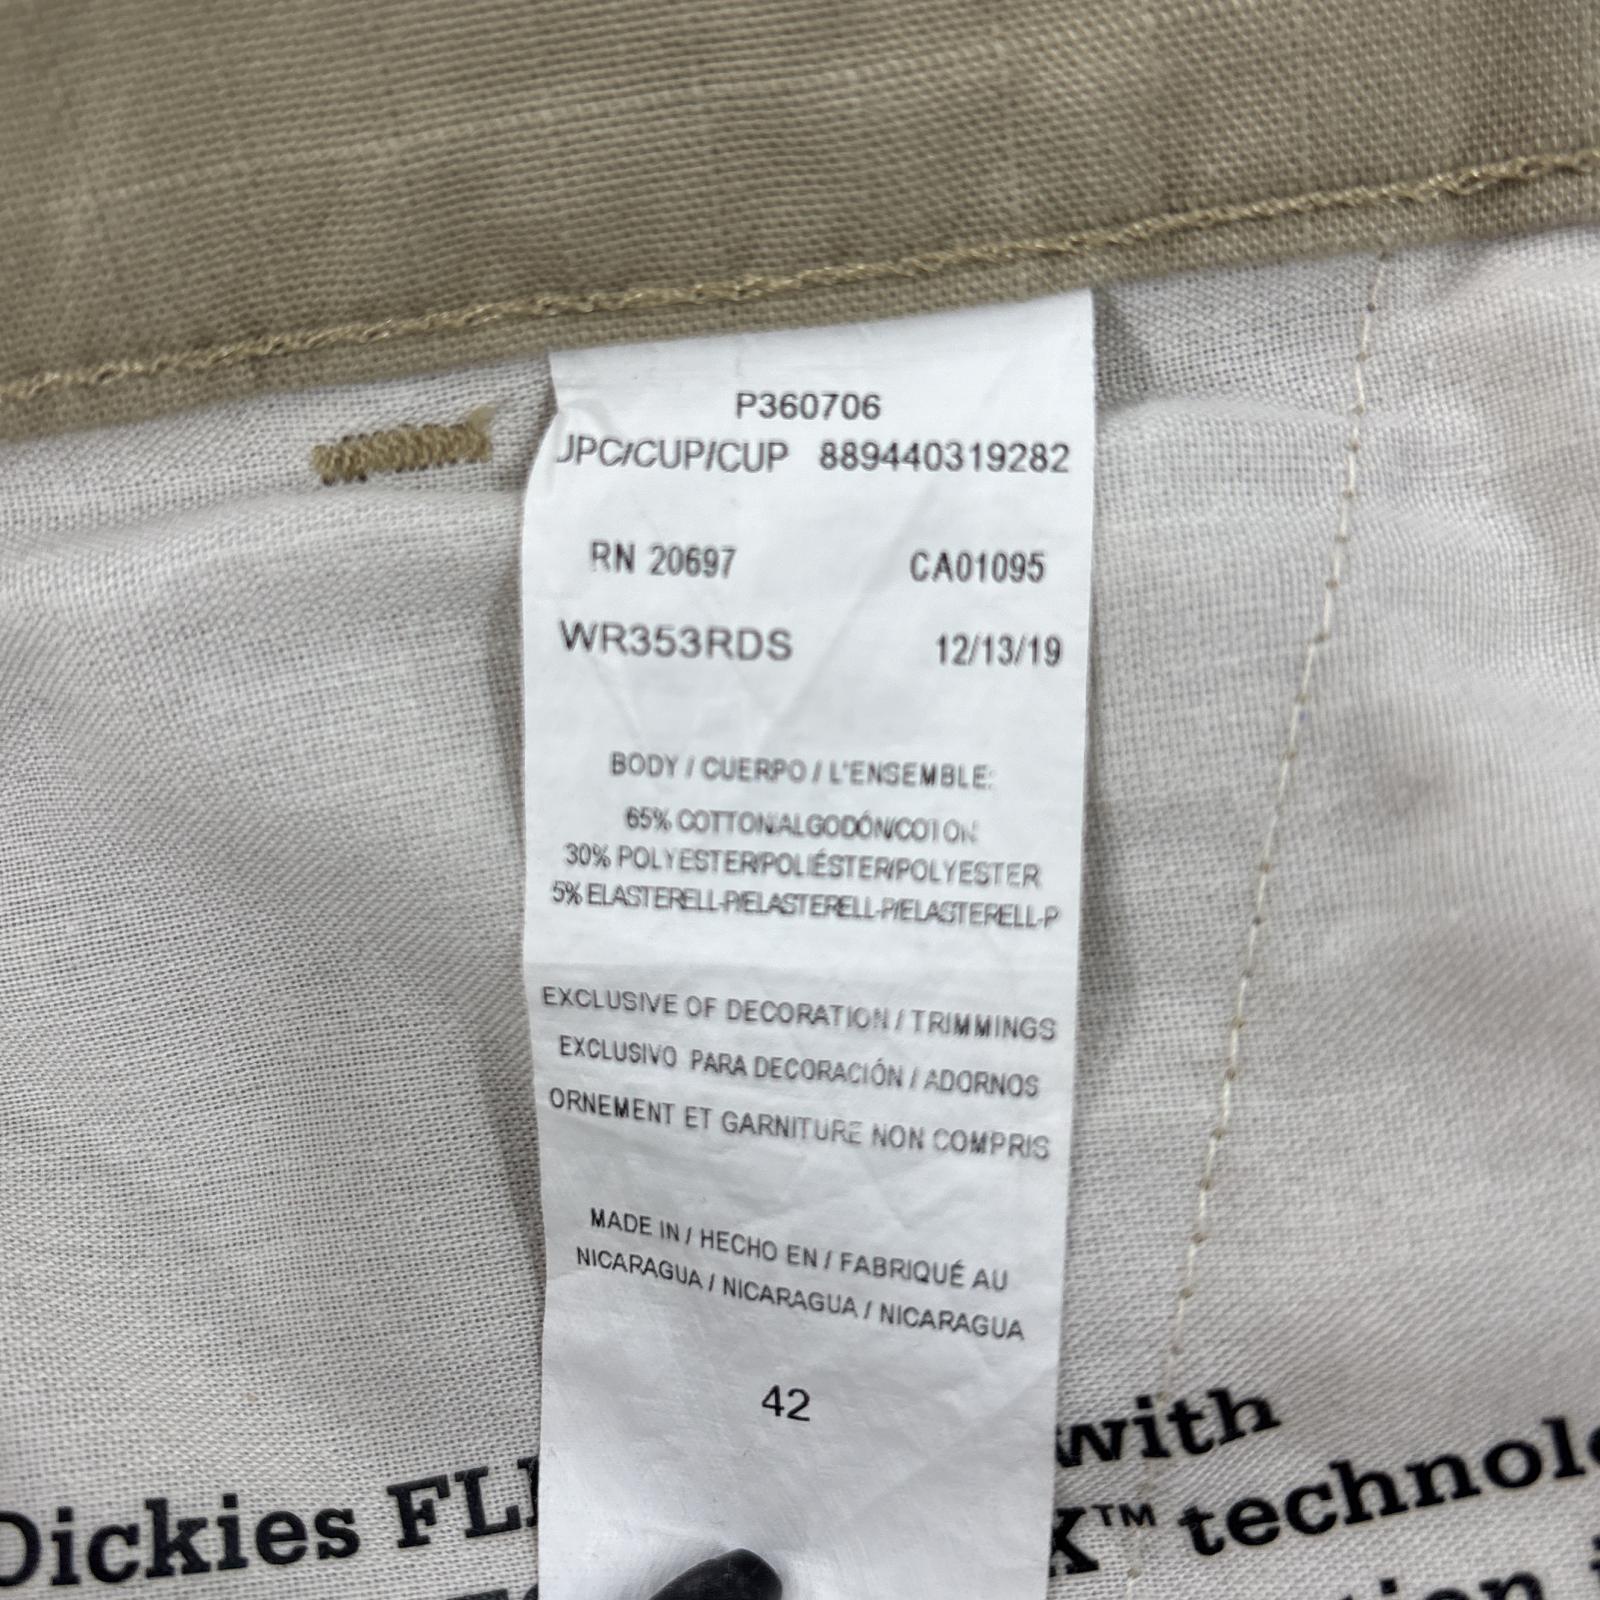 P360706
JPC/CUP/CUP 889440319282
RN 20697 CA01095
WR353RDS 12/13/19
BODY / CUERPO / L'ENSEMBLE:
65% COTTON/ALGODÓN/COTON
30% POLYESTER/POLIÉSTER/POLYESTER
5% ELASTERELL-P/ELASTERELL-P/ELASTERELL-P
EXCLUSIVE OF DECORATION / TRIMMINGS
EXCLUSIVO PARA DECORACIÓN / ADORNOS
ORNEMENT ET GARNITURE NON COMPRIS
MADE IN / HECHO EN / FABRIQUÉ AU
NICARAGUA / NICARAGUA / NICARAGUA
42
with
Dickies